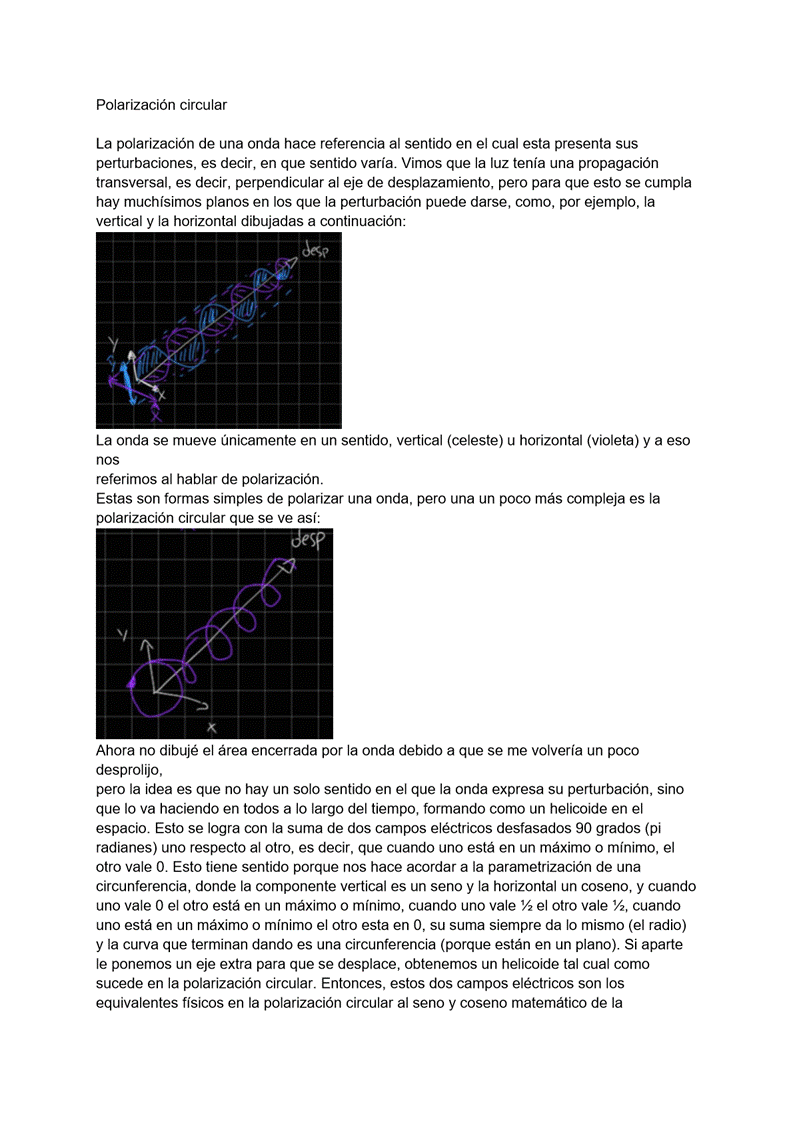 Polarización circular
La polarización de una onda hace referencia al sentido en el cual esta presenta sus
perturbaciones, es decir, en que sentido varía. Vimos que la luz tenía una propagación
transversal, es decir, perpendicular al eje de desplazamiento, pero para que esto se cumpla
hay muchísimos planos en los que la perturbación puede darse, como, por ejemplo, la
vertical y la horizontal dibujadas a continuación:
desp
Y
X
La onda se mueve únicamente en un sentido, vertical (celeste) u horizontal (violeta) y a eso
nos
referimos al hablar de polarización.
Estas son formas simples de polarizar una onda, pero una un poco más compleja es la
polarización circular que se ve así:
desp
Y
x
Ahora no dibujé el área encerrada por la onda debido a que se me volvería un poco
desprolijo,
pero la idea es que no hay un solo sentido en el que la onda expresa su perturbación, sino
que lo va haciendo en todos a lo largo del tiempo, formando como un helicoide en el
espacio. Esto se logra con la suma de dos campos eléctricos desfasados 90 grados (pi
radianes) uno respecto al otro, es decir, que cuando uno está en un máximo o mínimo, el
otro vale 0. Esto tiene sentido porque nos hace acordar a la parametrización de una
circunferencia, donde la componente vertical es un seno y la horizontal un coseno, y cuando
uno vale 0 el otro está en un máximo o mínimo, cuando uno vale ½ el otro vale ½, cuando
uno está en un máximo o mínimo el otro esta en 0, su suma siempre da lo mismo (el radio)
y la curva que terminan dando es una circunferencia (porque están en un plano). Si aparte
le ponemos un eje extra para que se desplace, obtenemos un helicoide tal cual como
sucede en la polarización circular. Entonces, estos dos campos eléctricos son los
equivalentes físicos en la polarización circular al seno y coseno matemático de la